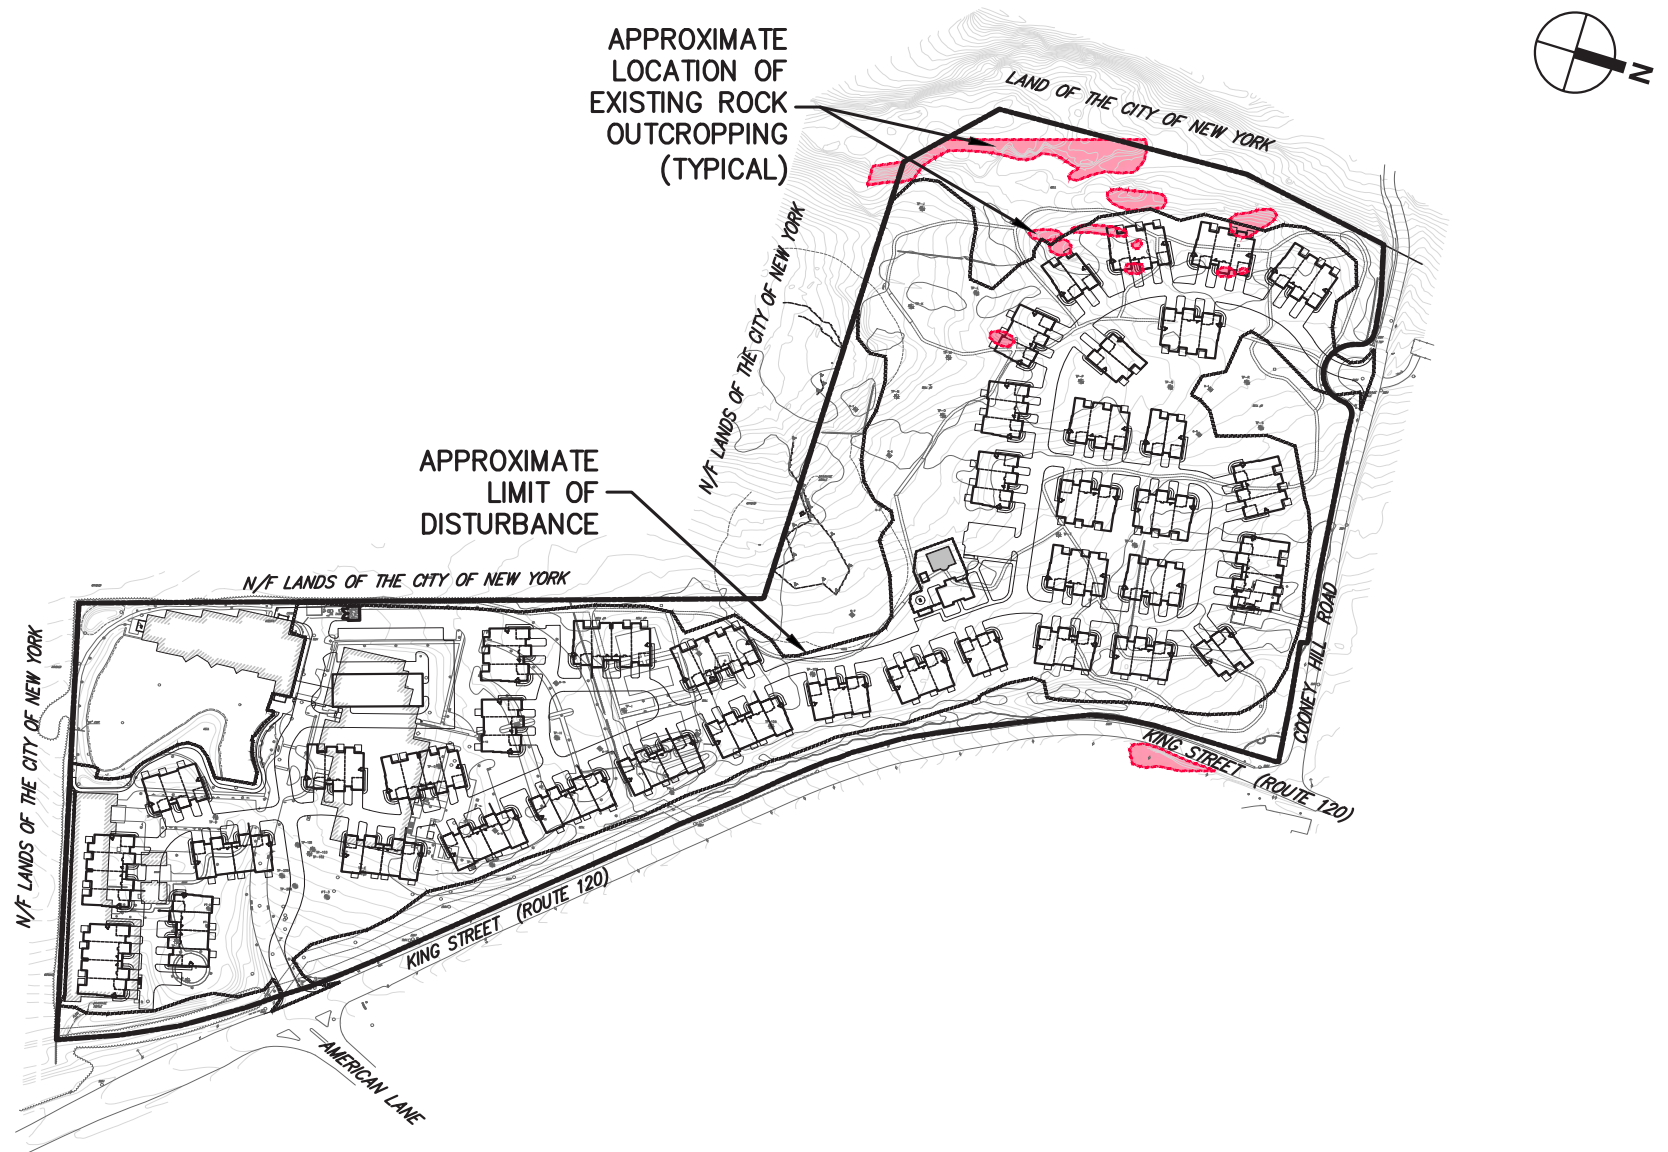 APPROXIMATE
LOCATION OF
EXISTING ROCK
OUTCROPPING
(TYPICAL)
N
LAND OF THE CITY OF NEW YORK
N/F LANDS OF THE CITY OF NEW YORK
APPROXIMATE
LIMIT OF
DISTURBANCE
N/F LANDS OF THE CITY OF NEW YORK
N/F LANDS OF THE CITY OF NEW YORK
COONEY HILL ROAD
KING STREET (ROUTE 120)
KING STREET (ROUTE 120)
AMERICAN LANE